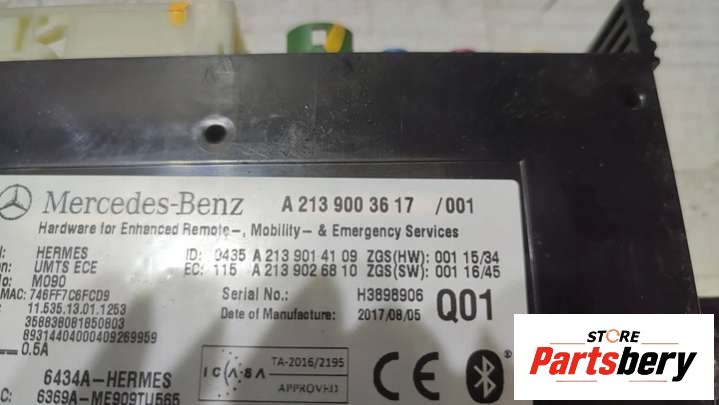 Mercedes-Benz A 213 900 36 17 /001
Hardware for Enhanced Remote-, Mobility- & Emergency Services
HERMES ID: 0435 A 213 901 41 09 ZGS(HW): 001 15/34
UMTS ECE EC: 115 A 213 902 68 10 ZGS(SW): 001 16/45
M090
MAC: 746FF7C6FCD9 Serial No.: H3898906 Q01
11.535.13.01.1253 Date of Manufacture: 2017/08/05
358838081850803
89314404000409269959
0.5A
ICASA TA-2016/2195
APPROVED
CE
6434A-HERMES
C: 6369A-ME909TU565
STORE
Partsbery